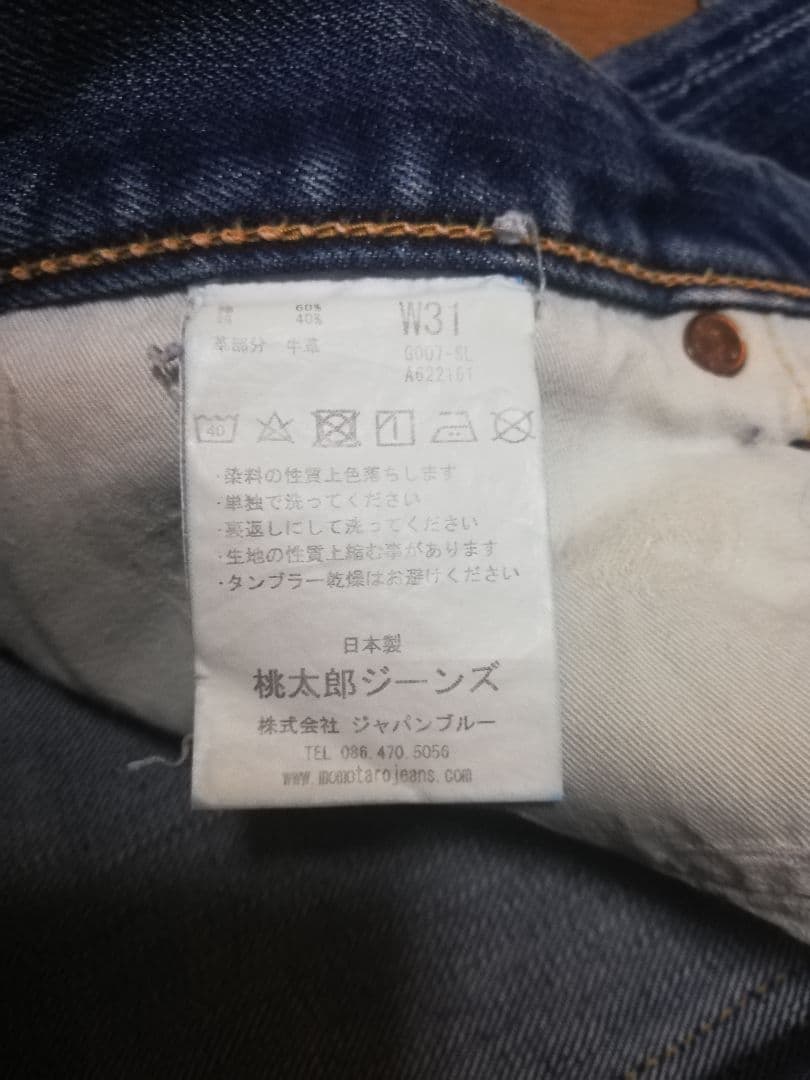 綿 60%
40%
W31
革部分 牛革
G007-SL
A622161
40
・染料の性質上色落ちします
・単独で洗ってください
・裏返しにして洗ってください
・生地の性質上縮む事があります
・タンブラー乾燥はお避けください
日本製
桃太郎ジーンズ
株式会社 ジャパンブルー
TEL 086.470.5056
www.momotarojeans.com